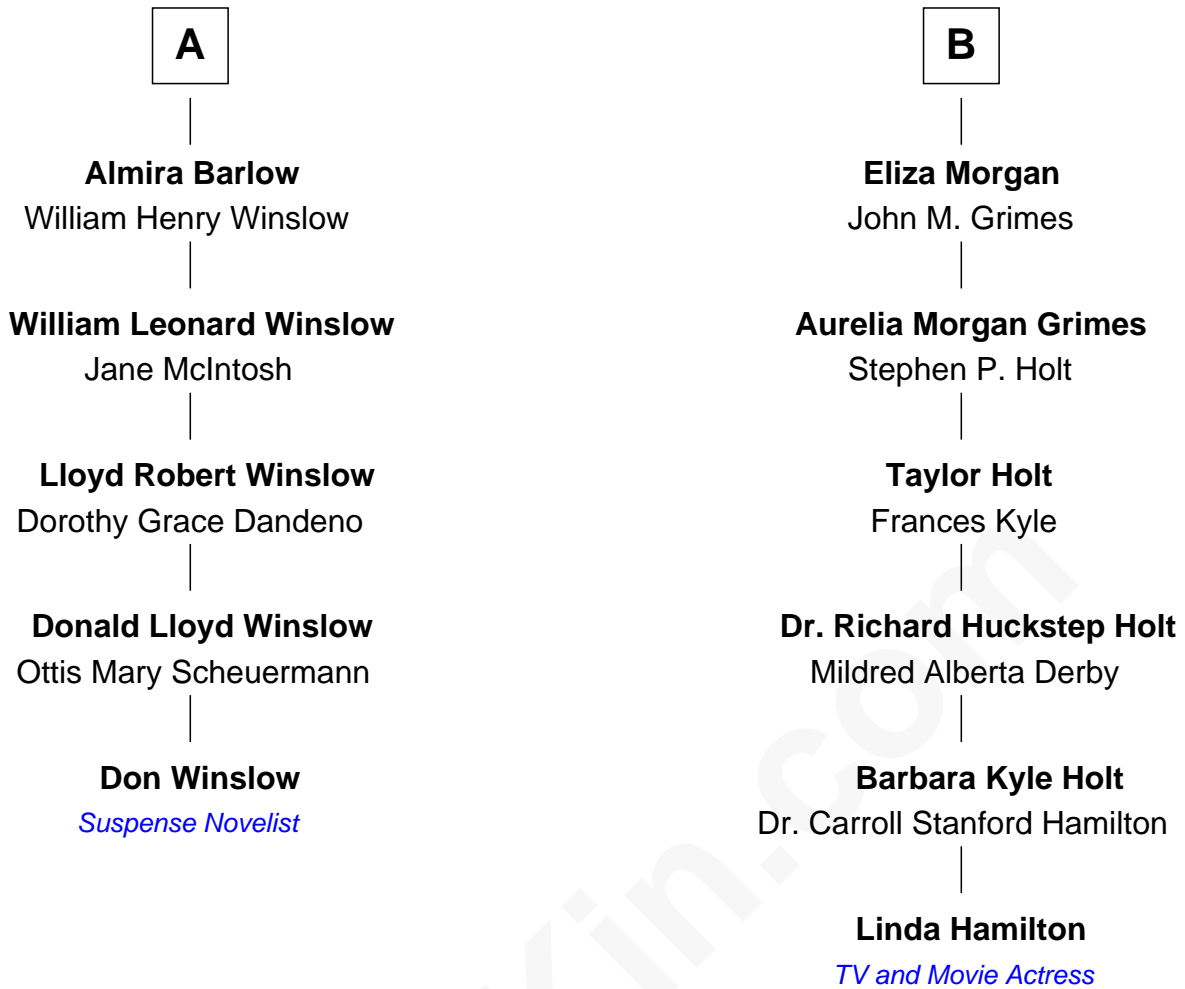 A
Almira Barlow
William Henry Winslow
William Leonard Winslow
Jane McIntosh
Lloyd Robert Winslow
Dorothy Grace Dandeno
Donald Lloyd Winslow
Ottis Mary Scheuermann
Don Winslow
Suspense Novelist
B
Eliza Morgan
John M. Grimes
Aurelia Morgan Grimes
Stephen P. Holt
Taylor Holt
Frances Kyle
Dr. Richard Huckstep Holt
Mildred Alberta Derby
Barbara Kyle Holt
Dr. Carroll Stanford Hamilton
Linda Hamilton
TV and Movie Actress
Kin.com